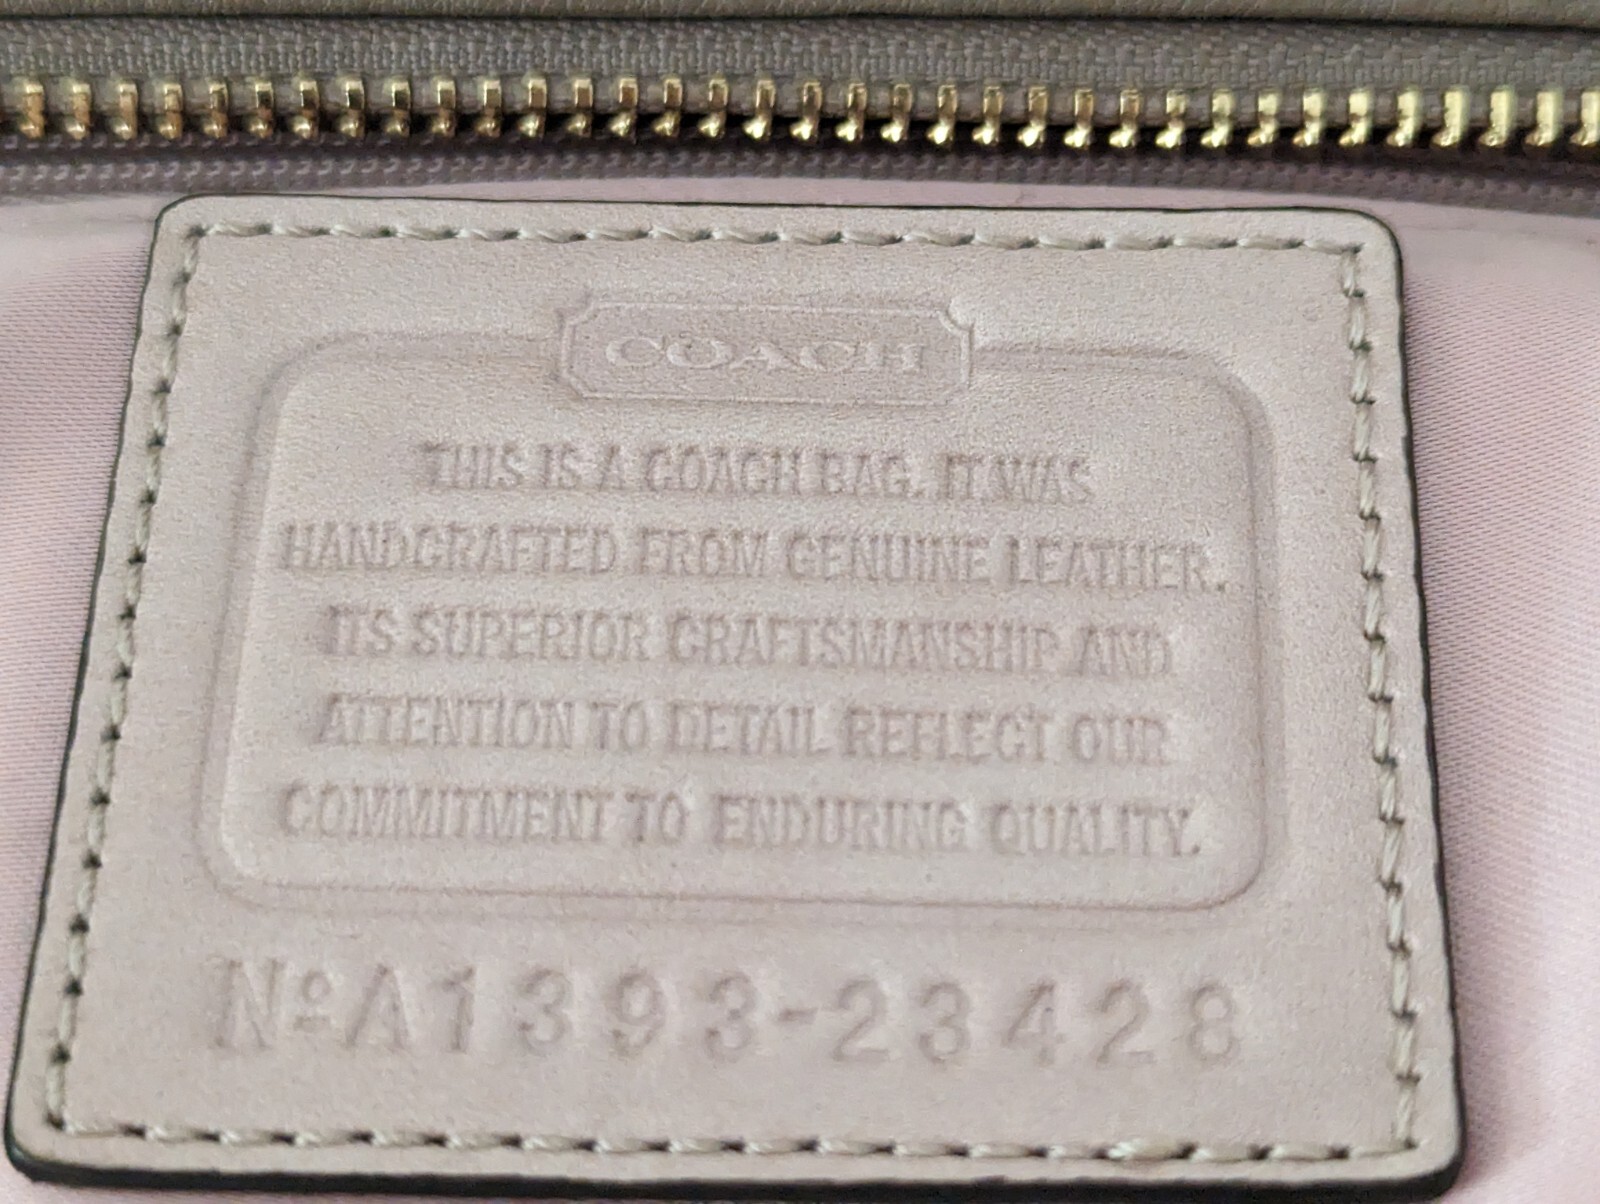 COACH
THIS IS A COACH BAG. IT WAS
HANDCRAFTED FROM GENUINE LEATHER.
ITS SUPERIOR CRAFTSMANSHIP AND
ATTENTION TO DETAIL REFLECT OUR
COMMITMENT TO ENDURING QUALITY.
NºA1393-23428